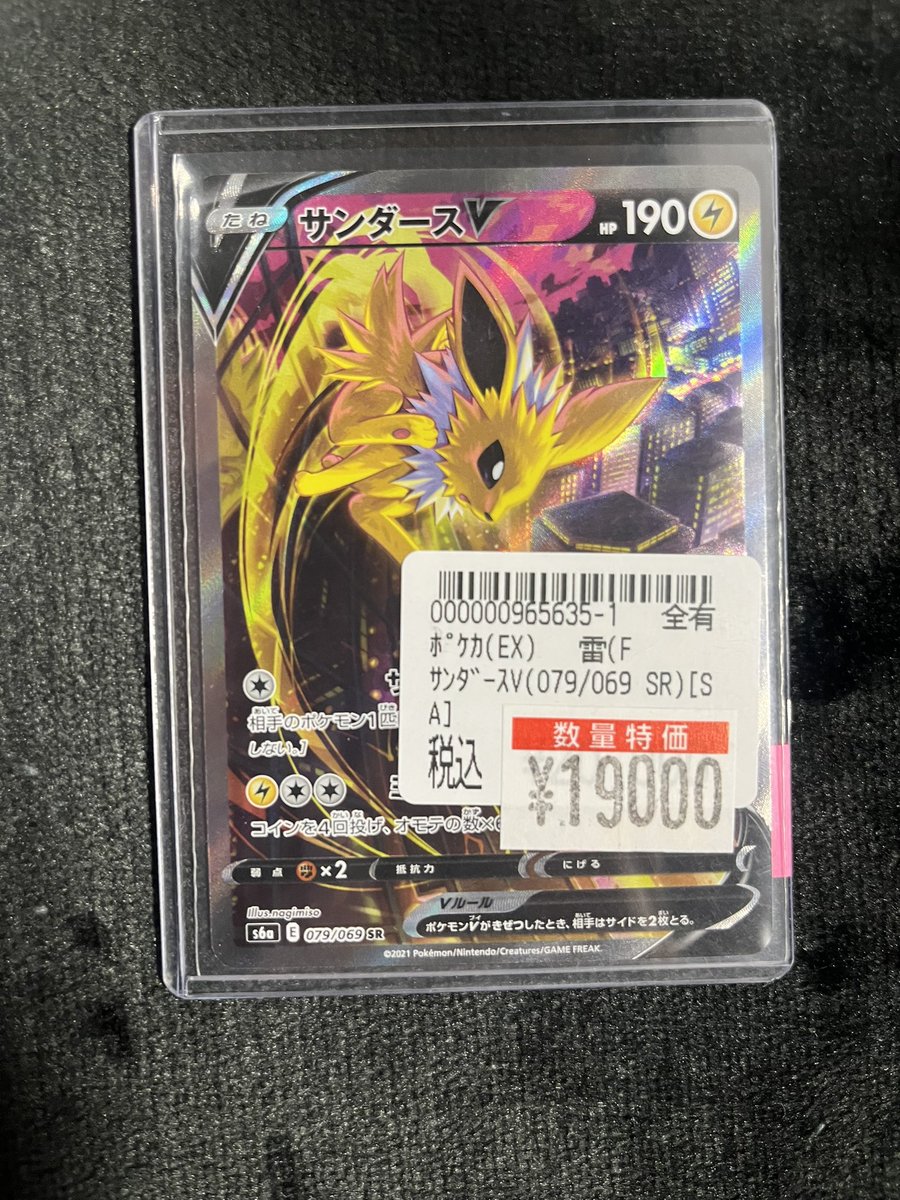 たね サンダースV HP 190
000000965635-1 全有
ﾎﾟｹｶ(EX) 雷(F
ｻﾝﾀﾞｰｽV(079/069 SR)[S
A]
税込
数量特価
¥19000
サ
相手のポケモン1匹
しない。]
コインを4回投げ、オモテの数×
弱点 ×2 抵抗力 にげる
Vルール
ポケモンVがきぜつしたとき、相手はサイドを2枚とる。
Illus.nagimiso
s6a E 079/069 SR
©2021 Pokémon/Nintendo/Creatures/GAME FREAK.